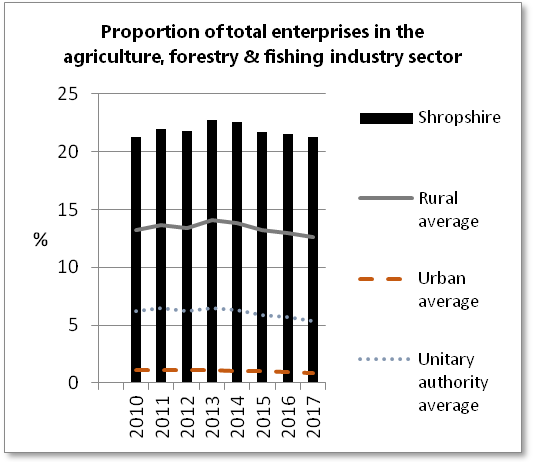 Proportion of total enterprises in the
agriculture, forestry & fishing industry sector
25
20
15
10
5
0
%
2010
2011
2012
2013
2014
2015
2016
2017
Shropshire
Rural
average
Urban
average
Unitary
authority
average